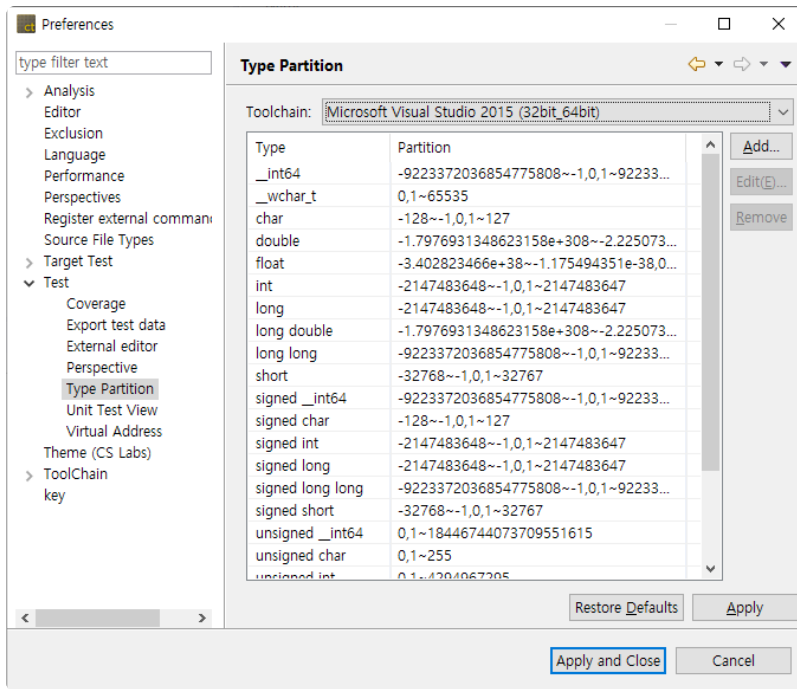 ct Preferences
type filter text
Type Partition
Analysis
Editor
Exclusion
Language
Performance
Perspectives
Register external comman
Source File Types
Target Test
Test
Coverage
Export test data
External editor
Perspective
Type Partition
Unit Test View
Virtual Address
Theme (CS Labs)
ToolChain
key
Toolchain: Microsoft Visual Studio 2015 (32bit_64bit)
Type Partition
__int64 -9223372036854775808~-1,0,1~92233...
__wchar_t 0,1~65535
char -128~-1,0,1~127
double -1.7976931348623158e+308~-2.225073...
float -3.402823466e+38~-1.175494351e-38,0...
int -2147483648~-1,0,1~2147483647
long -2147483648~-1,0,1~2147483647
long double -1.7976931348623158e+308~-2.225073...
long long -9223372036854775808~-1,0,1~92233...
short -32768~-1,0,1~32767
signed __int64 -9223372036854775808~-1,0,1~92233...
signed char -128~-1,0,1~127
signed int -2147483648~-1,0,1~2147483647
signed long -2147483648~-1,0,1~2147483647
signed long long -9223372036854775808~-1,0,1~92233...
signed short -32768~-1,0,1~32767
unsigned __int64 0,1~18446744073709551615
unsigned char 0,1~255
unsigned int 0,1~4294967295
Add...
Edit(E)...
Remove
Restore Defaults
Apply
Apply and Close
Cancel